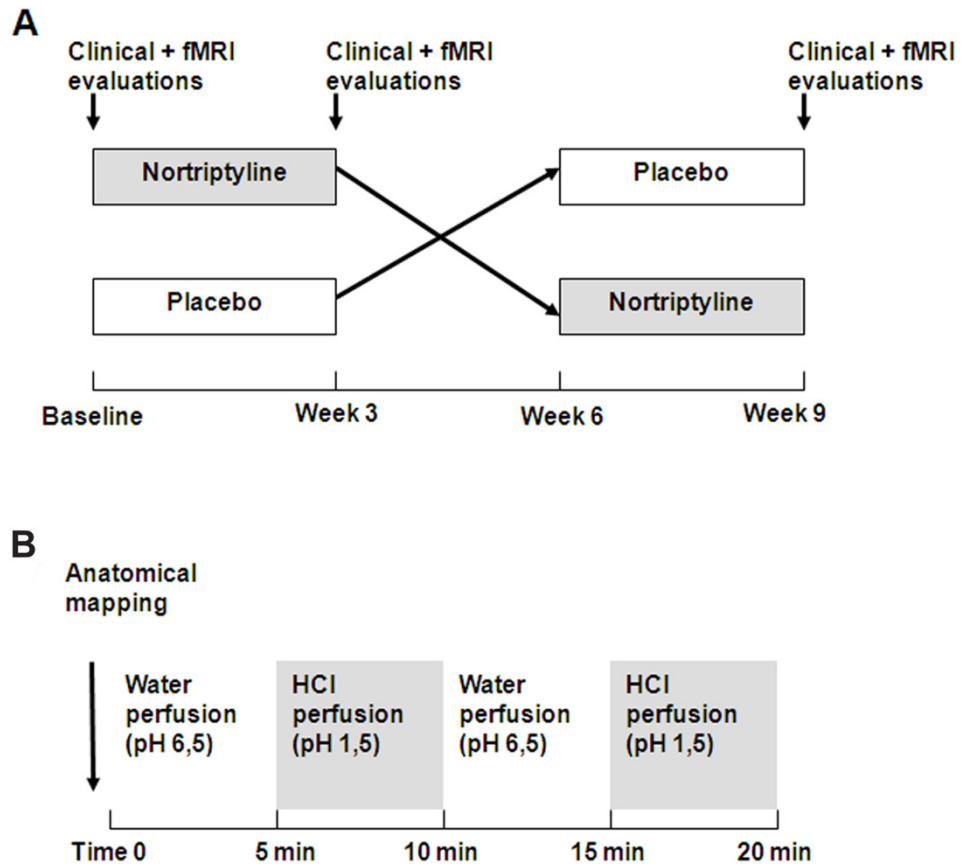 A
Clinical + fMRI
evaluations
Clinical + fMRI
evaluations
Clinical + fMRI
evaluations
Nortriptyline
Placebo
Placebo
Nortriptyline
Baseline
Week 3
Week 6
Week 9
B
Anatomical
mapping
Water
perfusion
(pH 6,5)
HCl
perfusion
(pH 1,5)
Water
perfusion
(pH 6,5)
HCl
perfusion
(pH 1,5)
Time 0
5 min
10 min
15 min
20 min